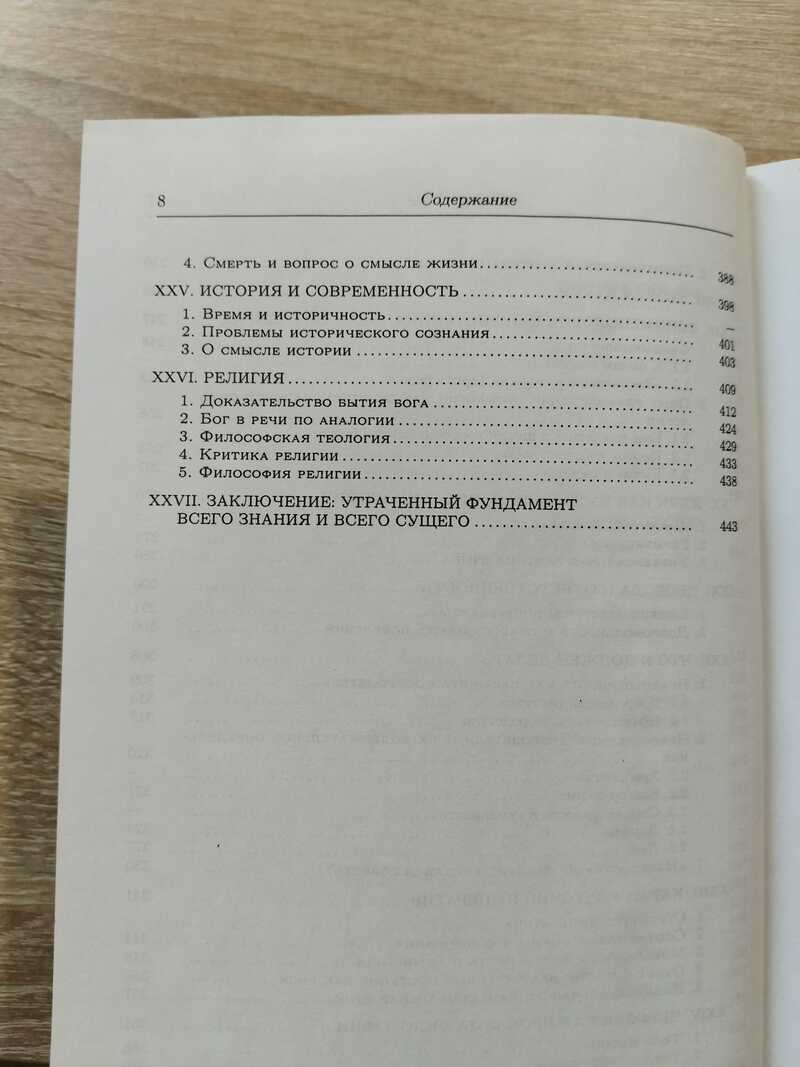 8 Содержание
4. Смерть и вопрос о смысле жизни.......... 388
XXV. ИСТОРИЯ И СОВРЕМЕННОСТЬ.......... 398
1. Время и историчность.......... –
2. Проблемы исторического сознания.......... 401
3. О смысле истории.......... 403
XXVI. РЕЛИГИЯ.......... 409
1. Доказательство бытия бога.......... 412
2. Бог в речи по аналогии.......... 424
3. Философская теология.......... 429
4. Критика религии.......... 433
5. Философия религии.......... 438
XXVII. ЗАКЛЮЧЕНИЕ: УТРАЧЕННЫЙ ФУНДАМЕНТ
ВСЕГО ЗНАНИЯ И ВСЕГО СУЩЕГО.......... 443